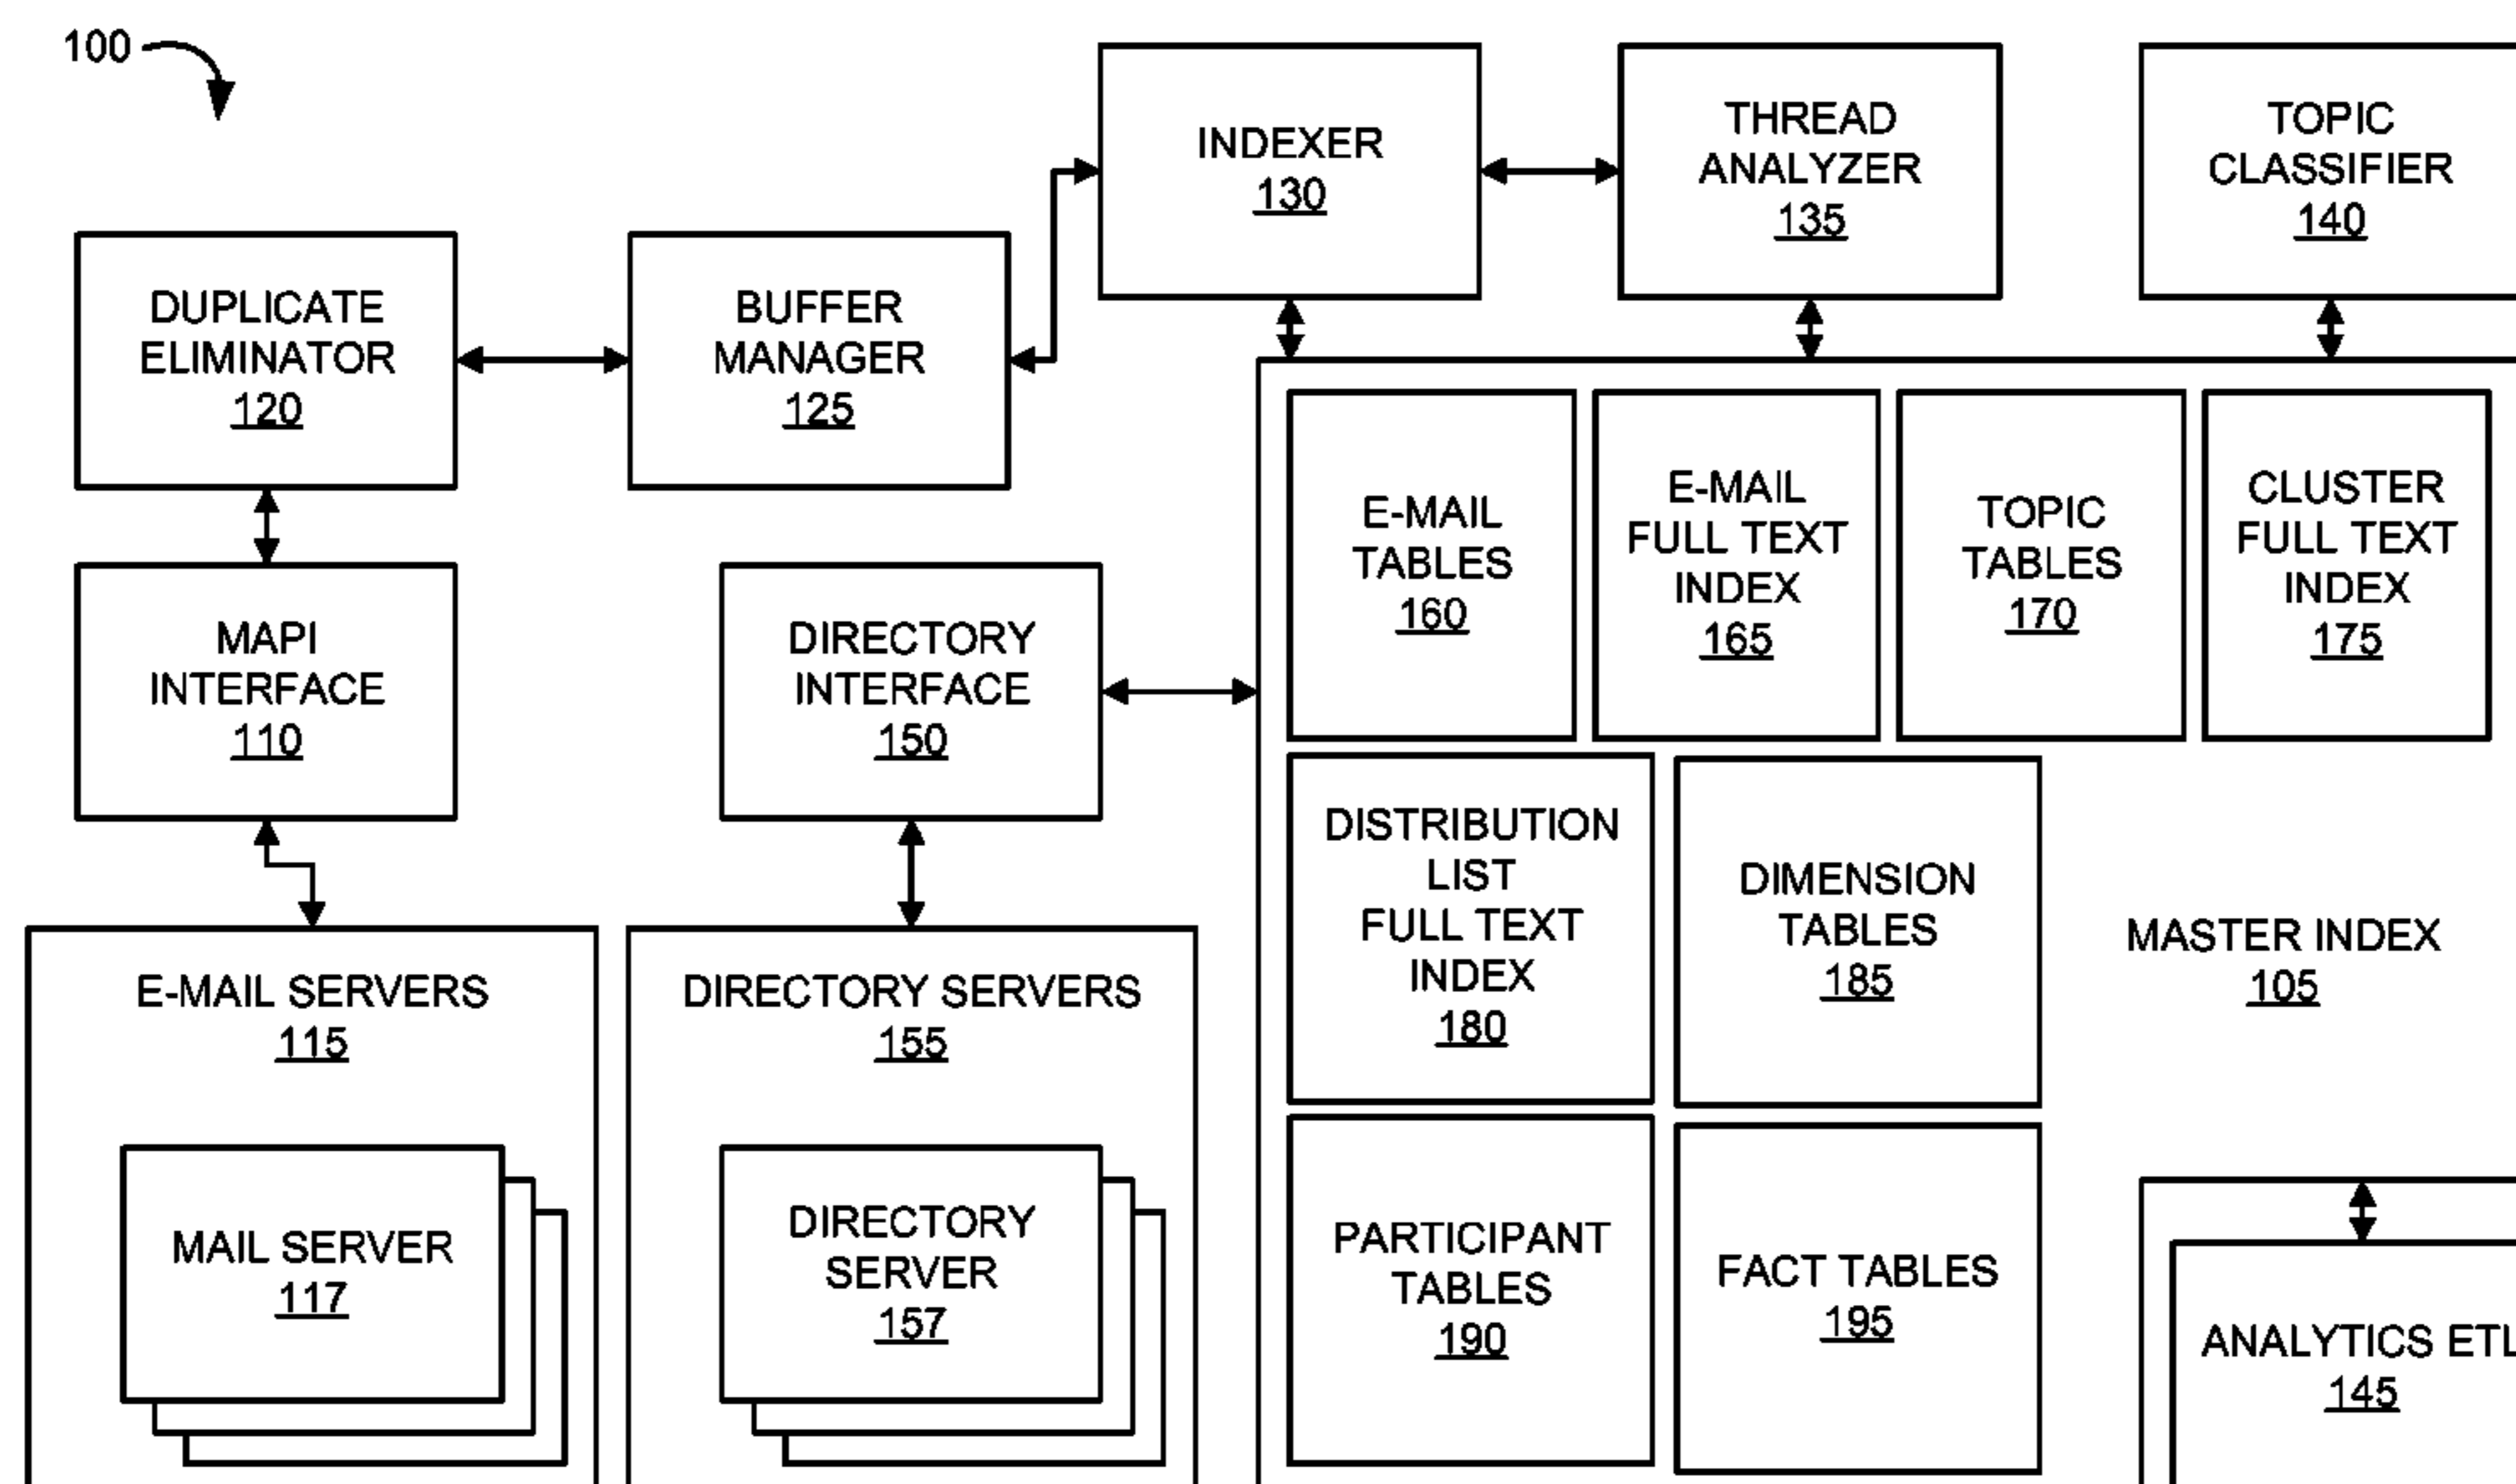 100
INDEXER
130
THREAD
ANALYZER
135
TOPIC
CLASSIFIER
140
DUPLICATE
ELIMINATOR
120
BUFFER
MANAGER
125
E-MAIL
TABLES
160
E-MAIL
FULL TEXT
INDEX
165
TOPIC
TABLES
170
CLUSTER
FULL TEXT
INDEX
175
MAPI
INTERFACE
110
DIRECTORY
INTERFACE
150
DISTRIBUTION
LIST
FULL TEXT
INDEX
180
DIMENSION
TABLES
185
MASTER INDEX
105
E-MAIL SERVERS
115
DIRECTORY SERVERS
155
MAIL SERVER
117
DIRECTORY
SERVER
157
PARTICIPANT
TABLES
190
FACT TABLES
195
ANALYTICS ETL
145